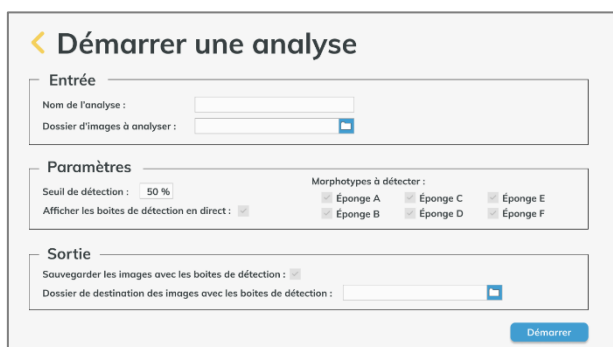 Démarrer une analyse
Entrée
Nom de l'analyse :
Dossier d'images à analyser :
Paramètres
Seuil de détection : 50 %
Afficher les boites de détection en direct :
Morphotypes à détecter :
Éponge A Éponge C Éponge E
Éponge B Éponge D Éponge F
Sortie
Sauvegarder les images avec les boites de détection :
Dossier de destination des images avec les boites de détection :
Démarrer